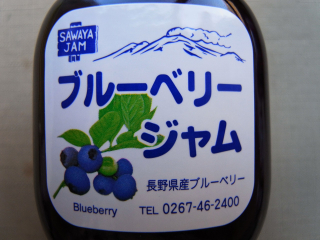 SAWAYA
JAM
ブルーベリー
ジャム
長野県産ブルーベリー
Blueberry
TEL 0267-46-2400